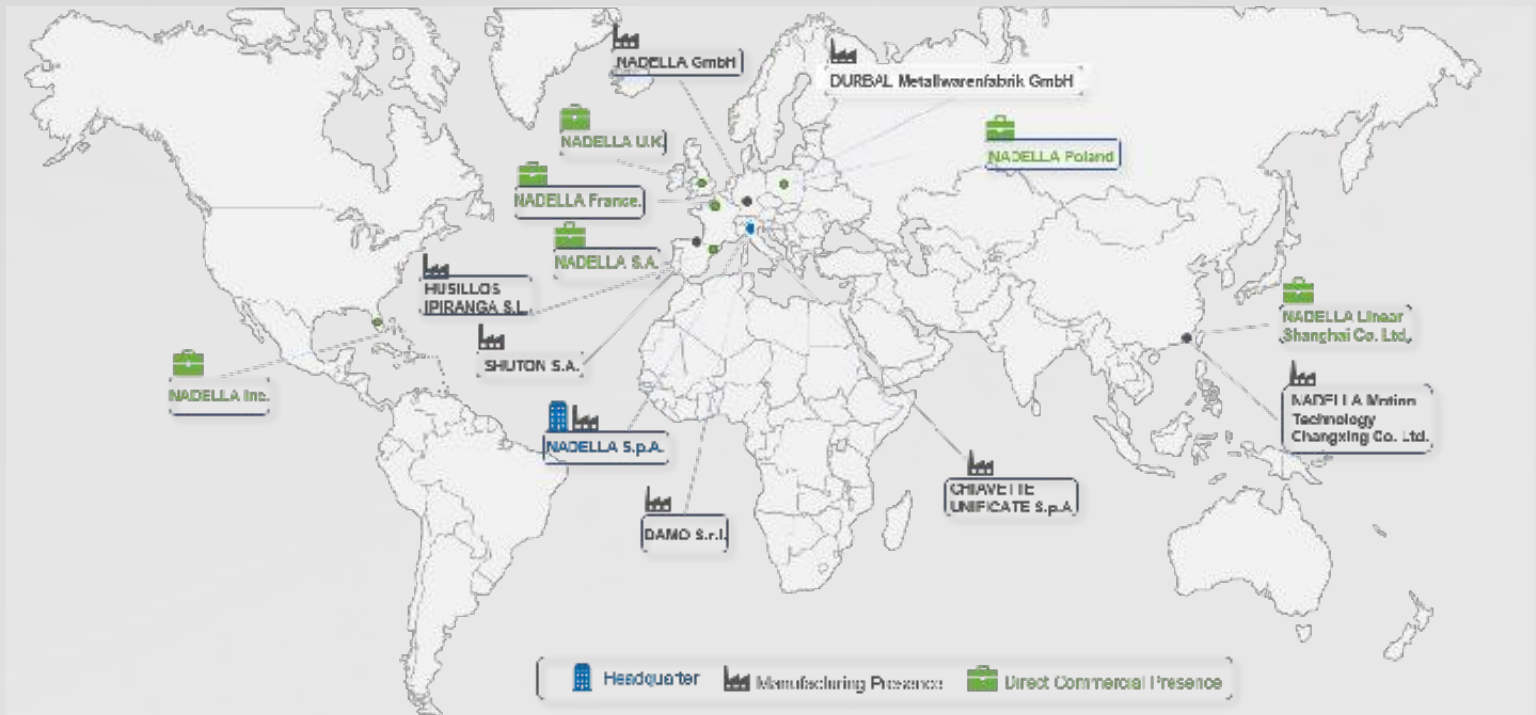 NADELLA GmbH
DURBAL Metallwarenfabrik GmbH
NADELLA U.K.
NADELLA Poland
NADELLA France.
NADELLA S.A.
HUSILLOS
IPIRANGA S.L.
NADELLA Linear
Shanghai Co. Ltd.
SHUTON S.A.
NADELLA Inc.
NADELLA Motion
Technology
Changxing Co. Ltd.
NADELLA S.p.A.
CHIAVETTE
UNIFICATE S.p.A
DAMO S.r.l.
Headquarter
Manufacturing Presence
Direct Commercial Presence